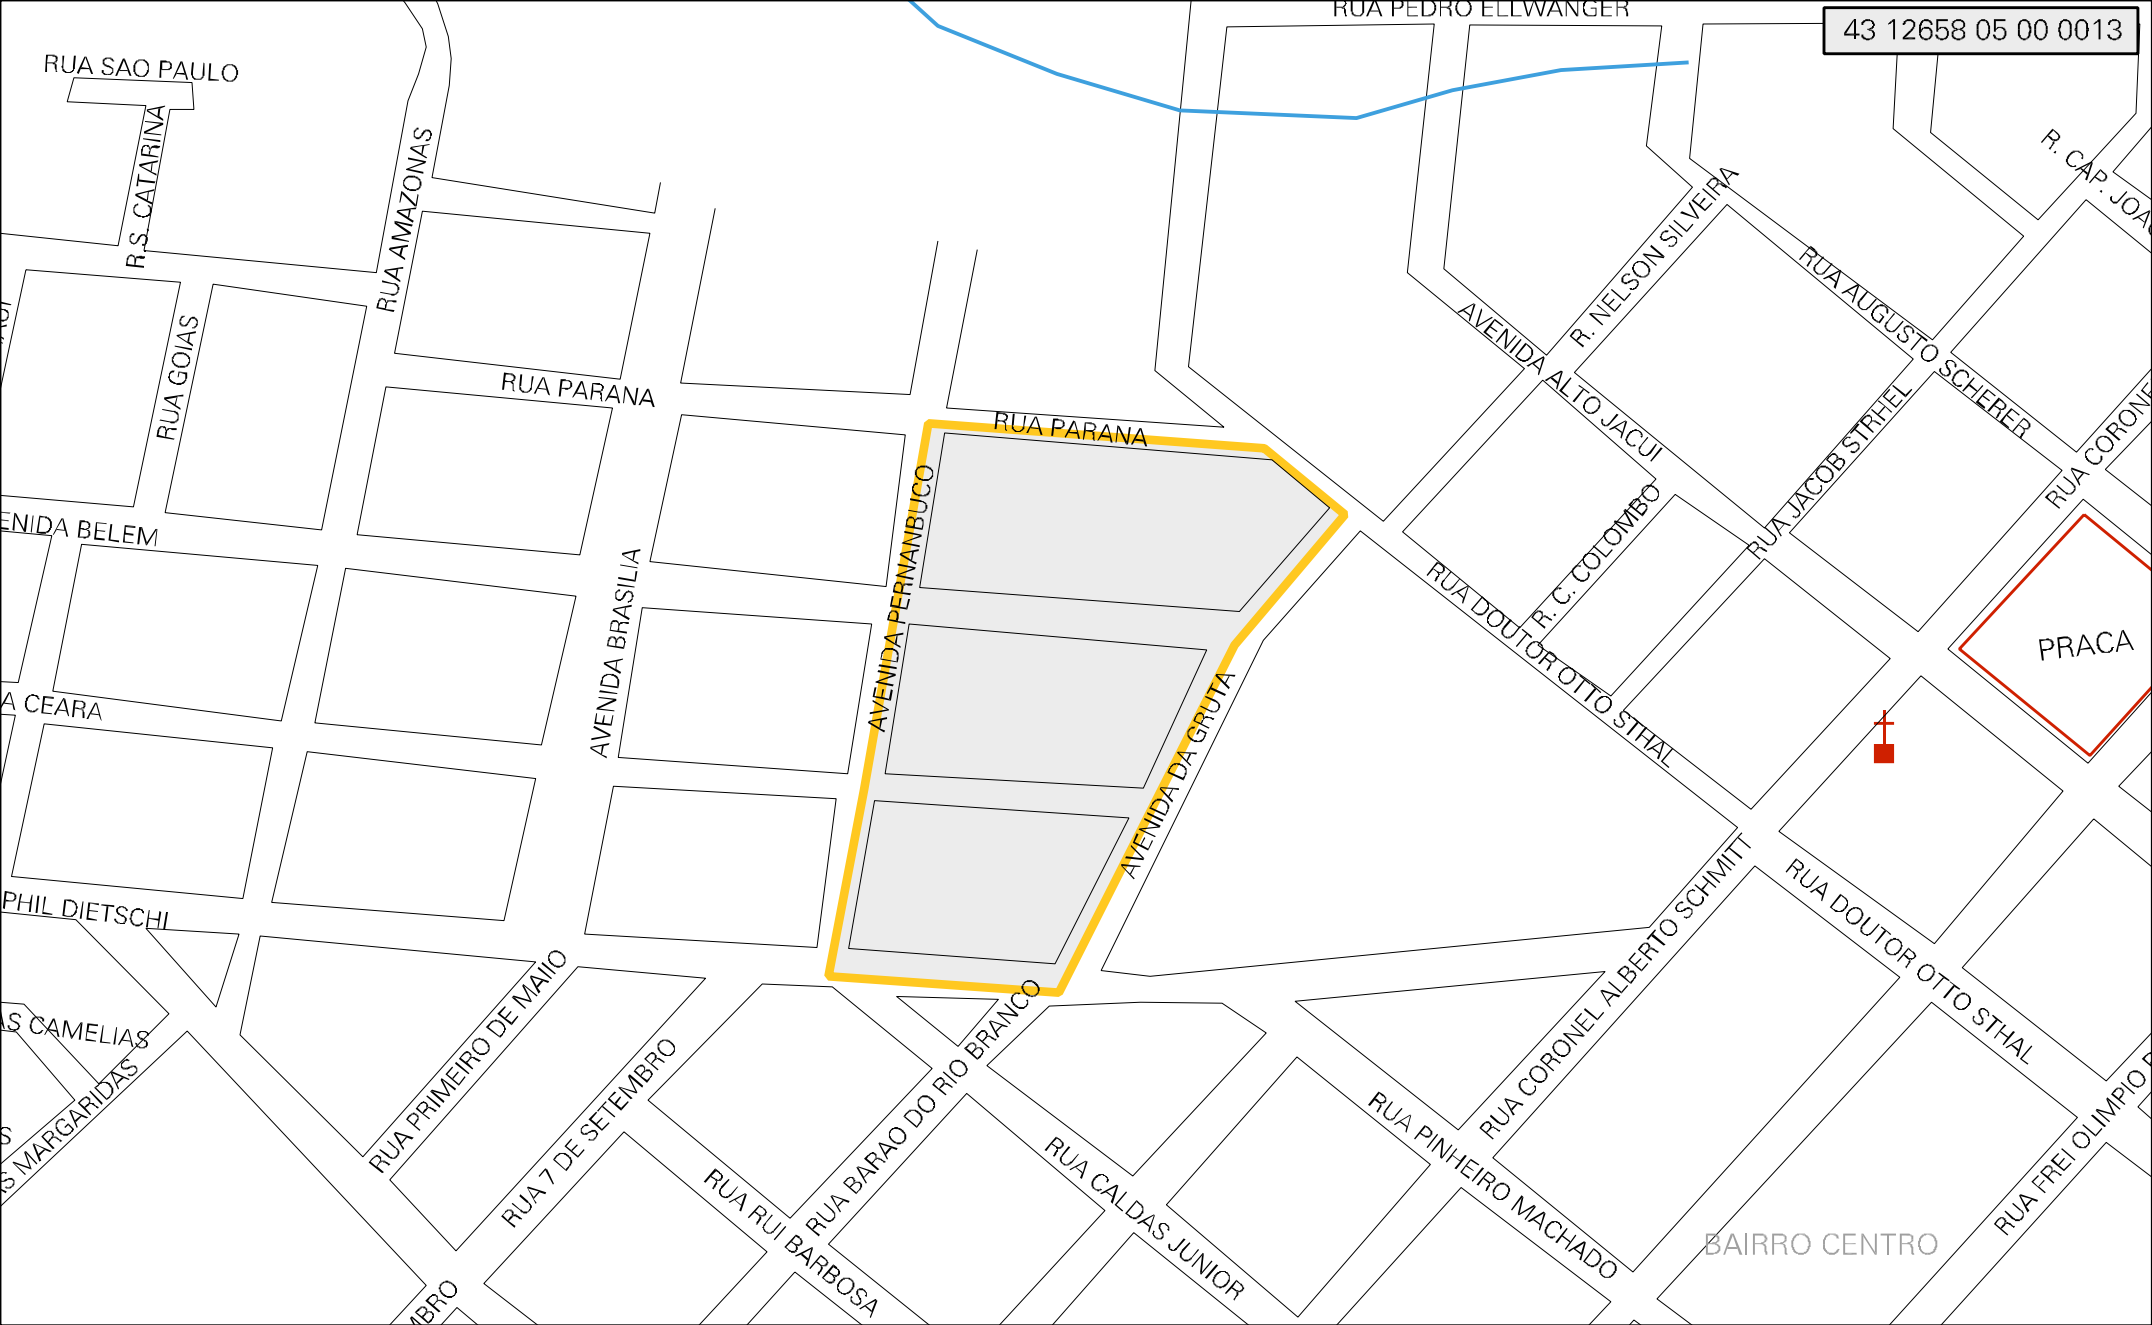 RUA PEDRO ELLWANGER
43 12658 05 00 0013
RUA SAO PAULO
R.S. CATARINA
RUA AMAZONAS
R. NELSON SILVEIRA
RUA AUGUSTO SCHERER
RUA GOIAS
RUA PARANA
RUA PARANA
AVENIDA ALTO JACUI
RUA JACOB STRHEL
RUA CORONE
ENIDA BELEM
AVENIDA PERNANBUCO
R. C. COLOMBO
AVENIDA BRASILIA
RUA DOUTOR OTTO STHAL
PRACA
A CEARA
AVENIDA DA GRUTA
PHIL DIETSCHI
RUA CORONEL ALBERTO SCHMITT
RUA DOUTOR OTTO STHAL
AS CAMELIAS
S MARGARIDAS
RUA PRIMEIRO DE MAIO
RUA 7 DE SETEMBRO
RUA BARAO DO RIO BRANCO
RUA RUI BARBOSA
RUA CALDAS JUNIOR
RUA PINHEIRO MACHADO
RUA FREI OLIMPIO
BAIRRO CENTRO
MBRO